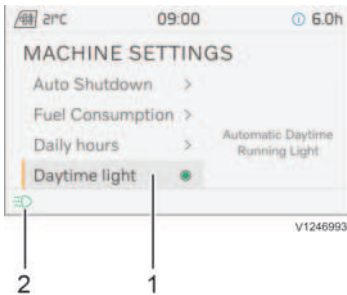 21°C 09:00 6.0h
MACHINE SETTINGS
Auto Shutdown >
Fuel Consumption >
Daily hours >
Daytime light
Automatic Daytime
Running Light
V1246993
2 1